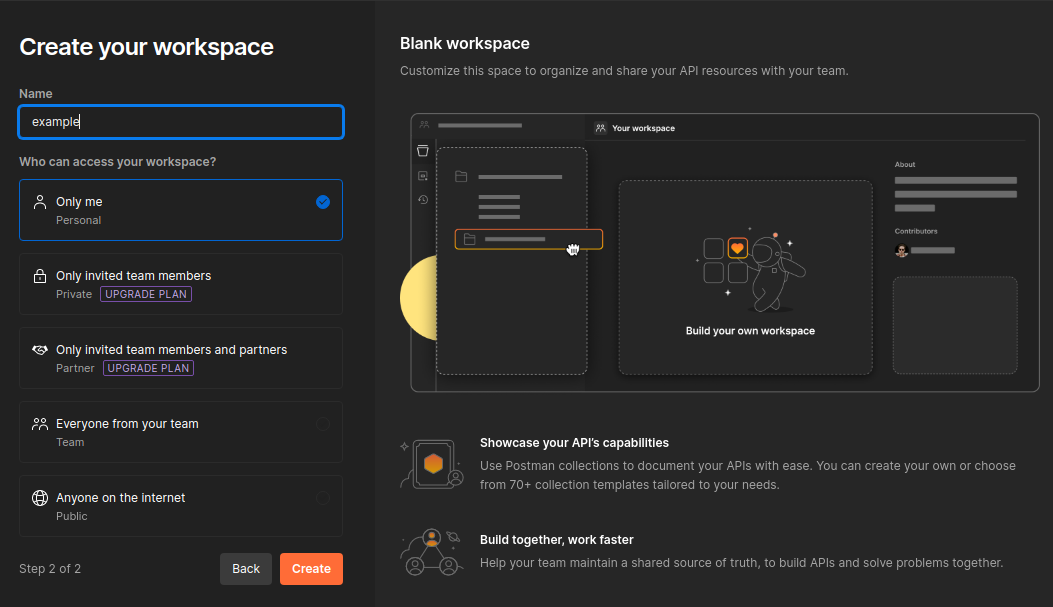 Create your workspace
Name
example
Who can access your workspace?
Only me
Personal
Only invited team members
Private UPGRADE PLAN
Only invited team members and partners
Partner UPGRADE PLAN
Everyone from your team
Team
Anyone on the internet
Public
Step 2 of 2
Back
Create
Blank workspace
Customize this space to organize and share your API resources with your team.
Your workspace
About
Contributors
Build your own workspace
Showcase your API’s capabilities
Use Postman collections to document your APIs with ease. You can create your own or choose
from 70+ collection templates tailored to your needs.
Build together, work faster
Help your team maintain a shared source of truth, to build APIs and solve problems together.